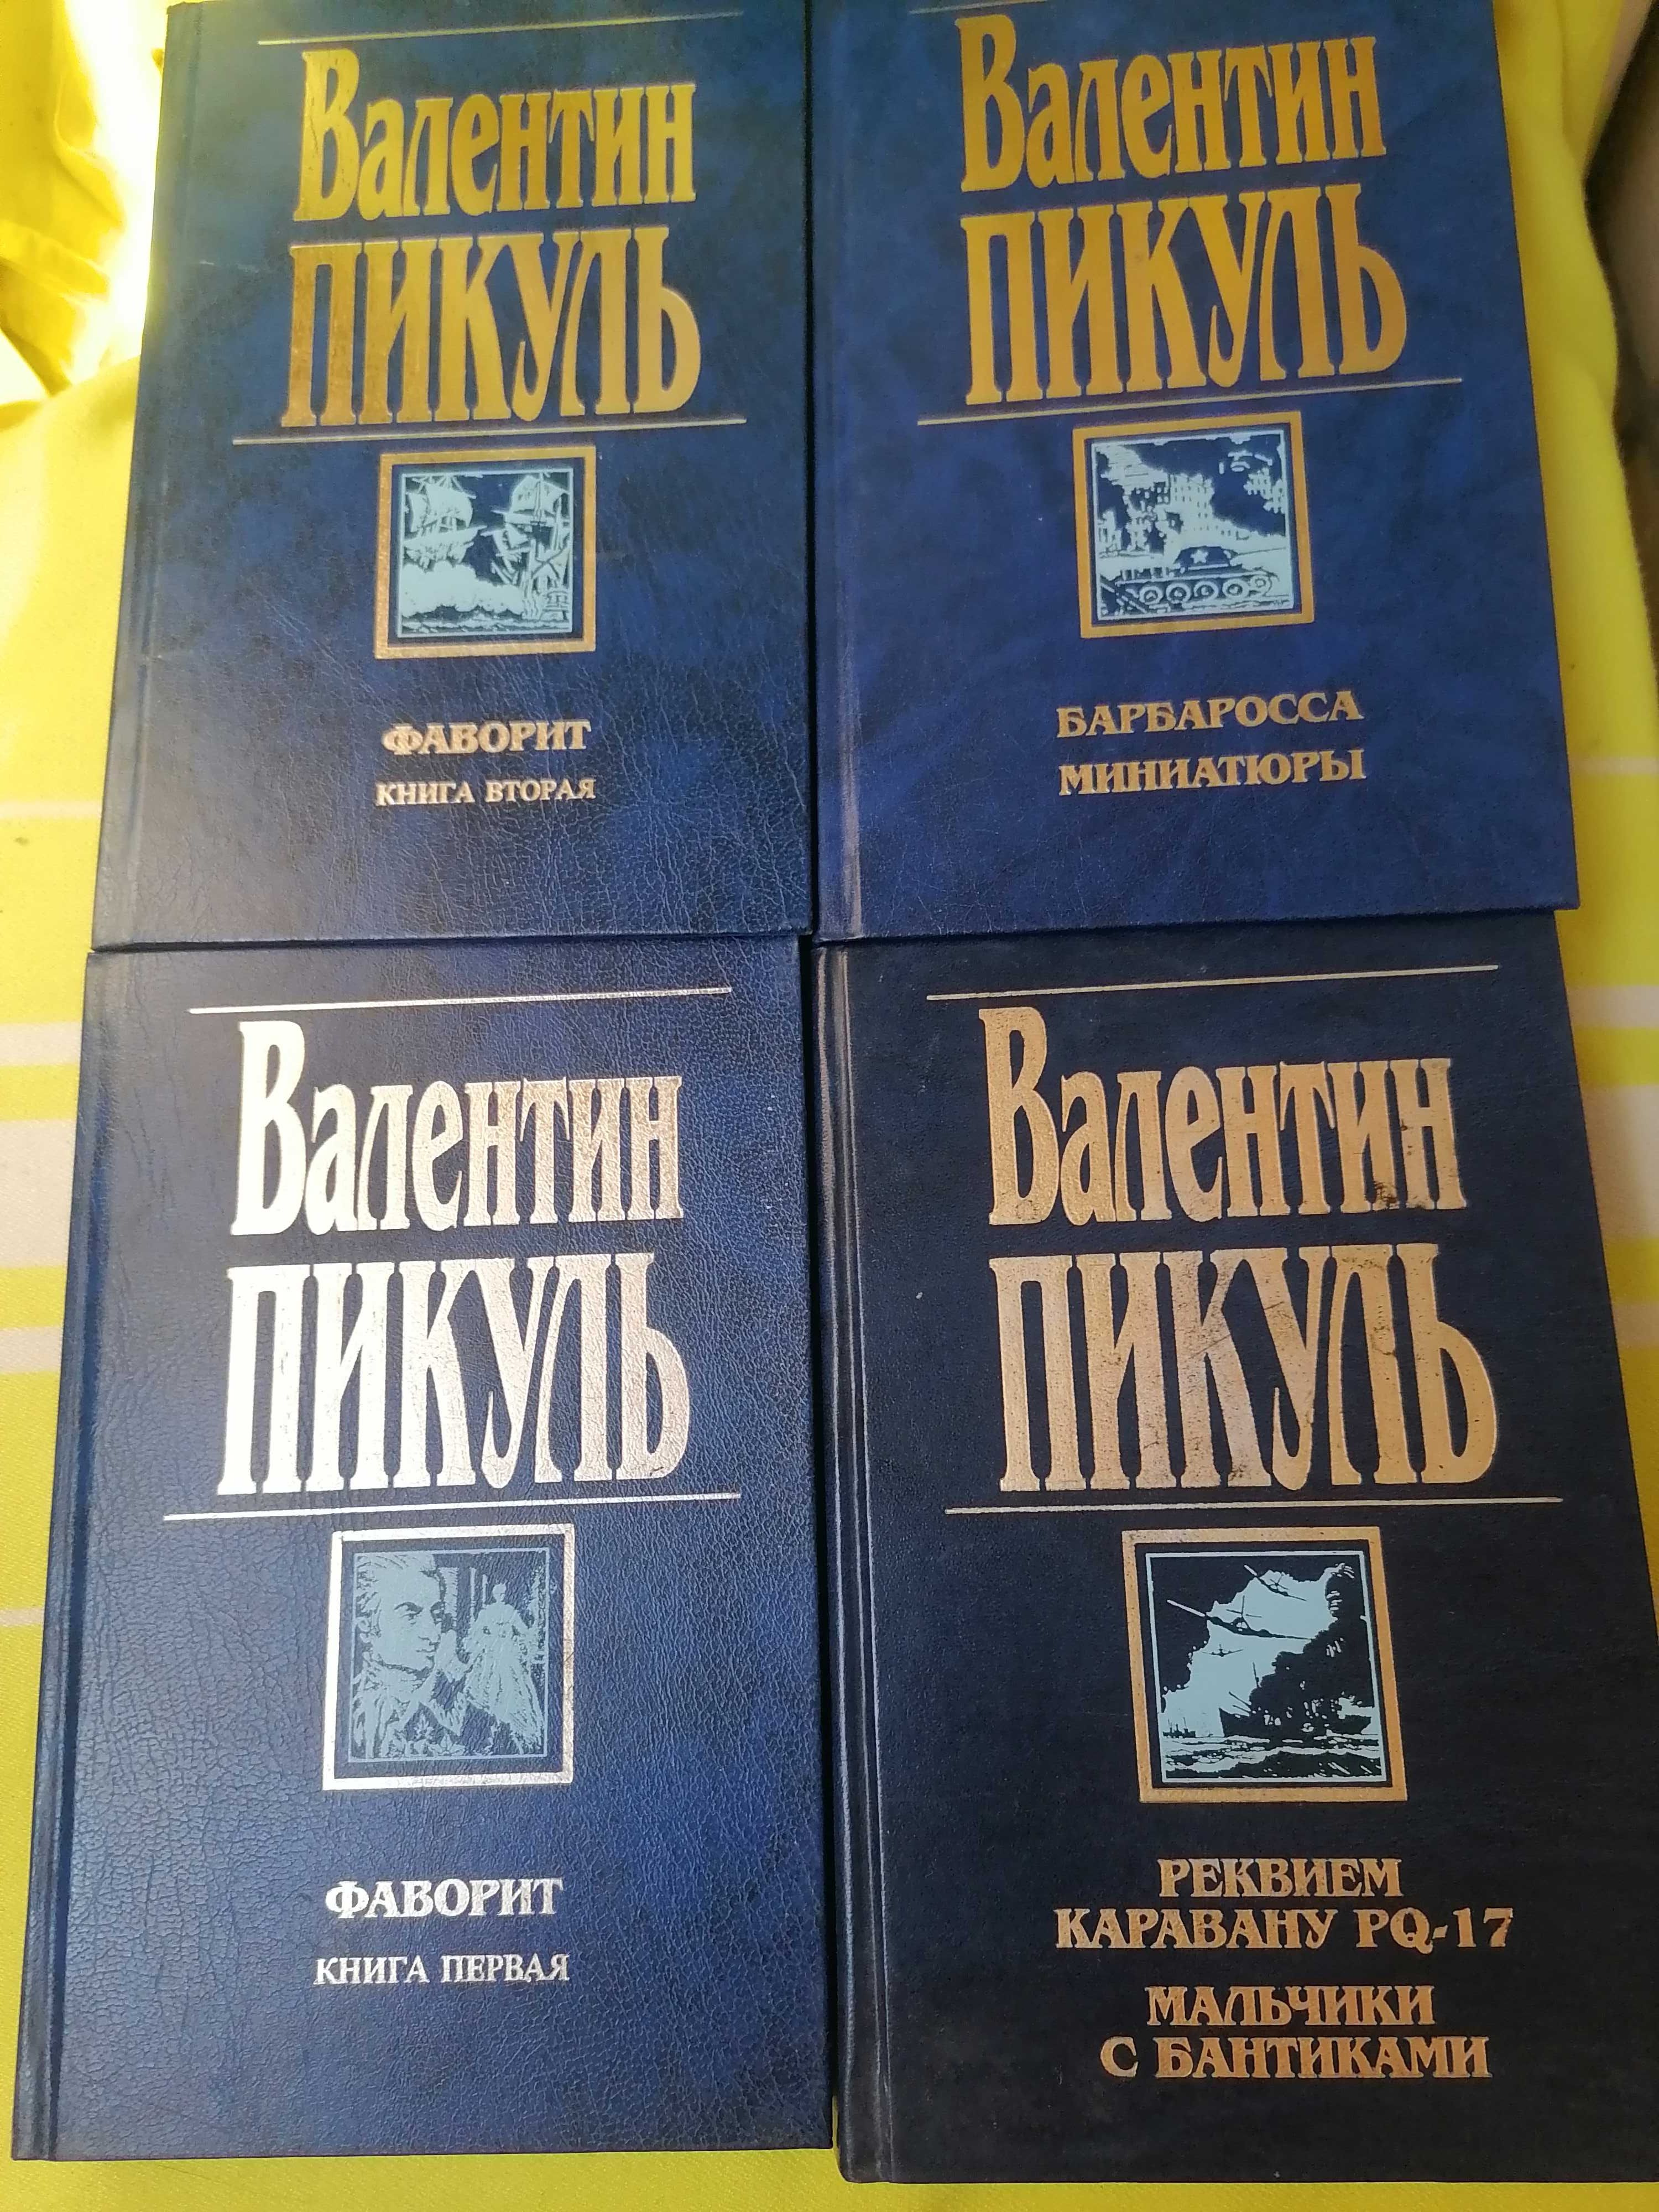 Валентин
ПИКУЛЬ
ФАВОРИТ
КНИГА ВТОРАЯ
Валентин
ПИКУЛЬ
БАРБАРОССА
МИНИАТЮРЫ
Валентин
ПИКУЛЬ
ФАВОРИТ
КНИГА ПЕРВАЯ
Валентин
ПИКУЛЬ
РЕКВИЕМ
КАРАВАНУ PQ-17
МАЛЬЧИКИ
С БАНТИКАМИ